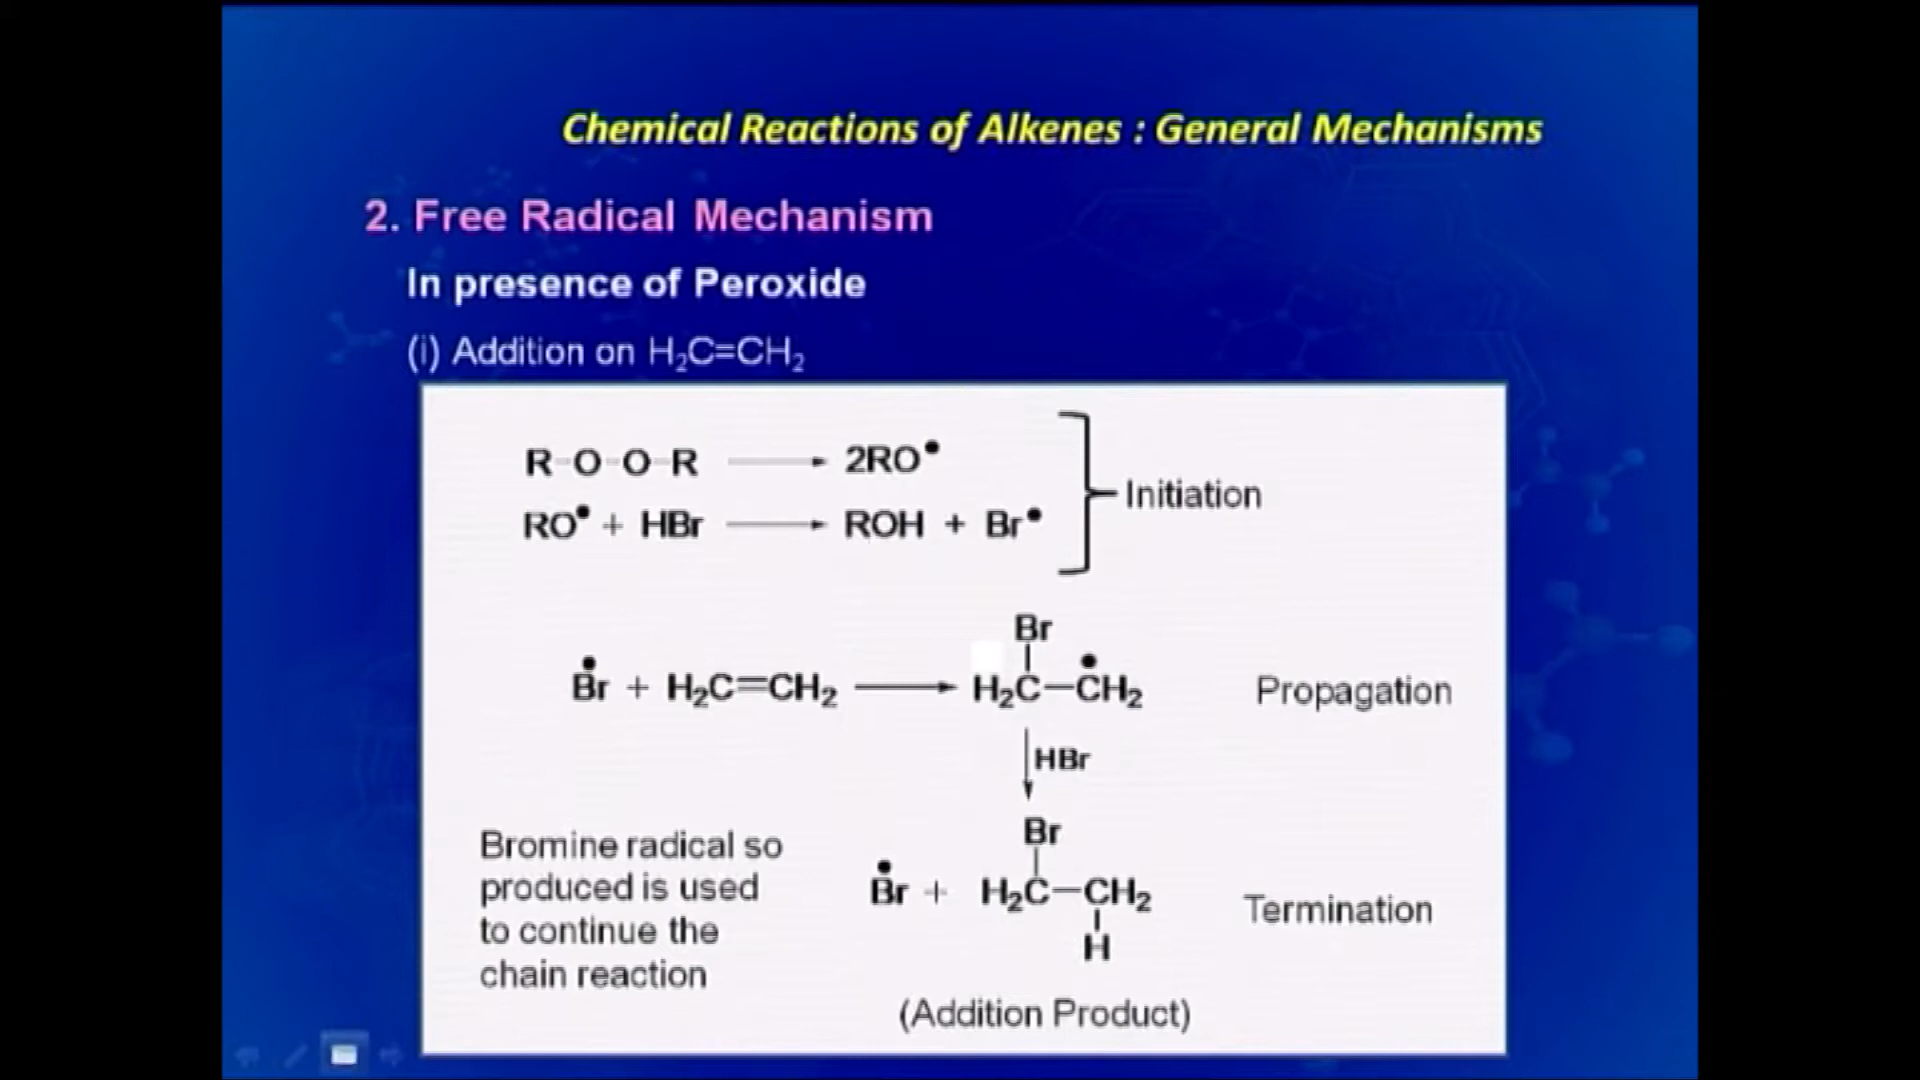 Chemical Reactions of Alkenes : General Mechanisms
2. Free Radical Mechanism
In presence of Peroxide
(i) Addition on H₂C=CH₂
R-O-O-R → 2RO•
Initiation
RO• + HBr → ROH + Br•
Br
Br• + H₂C=CH₂ → H₂C-CH₂• Propagation
HBr
Br
Br• + H₂C-CH₂ Termination
H
Bromine radical so
produced is used
to continue the
chain reaction
(Addition Product)